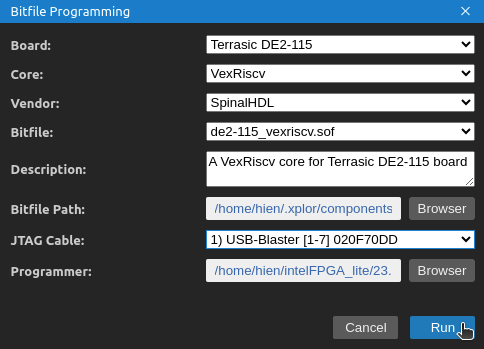 Bitfile Programming
Board: Terrasic DE2-115
Core: VexRiscv
Vendor: SpinalHDL
Bitfile: de2-115_vexriscv.sof
Description: A VexRiscv core for Terrasic DE2-115 board
Bitfile Path: /home/hien/.xplor/components Browser
JTAG Cable: 1) USB-Blaster [1-7] 020F70DD
Programmer: /home/hien/intelFPGA_lite/23. Browser
Cancel Run